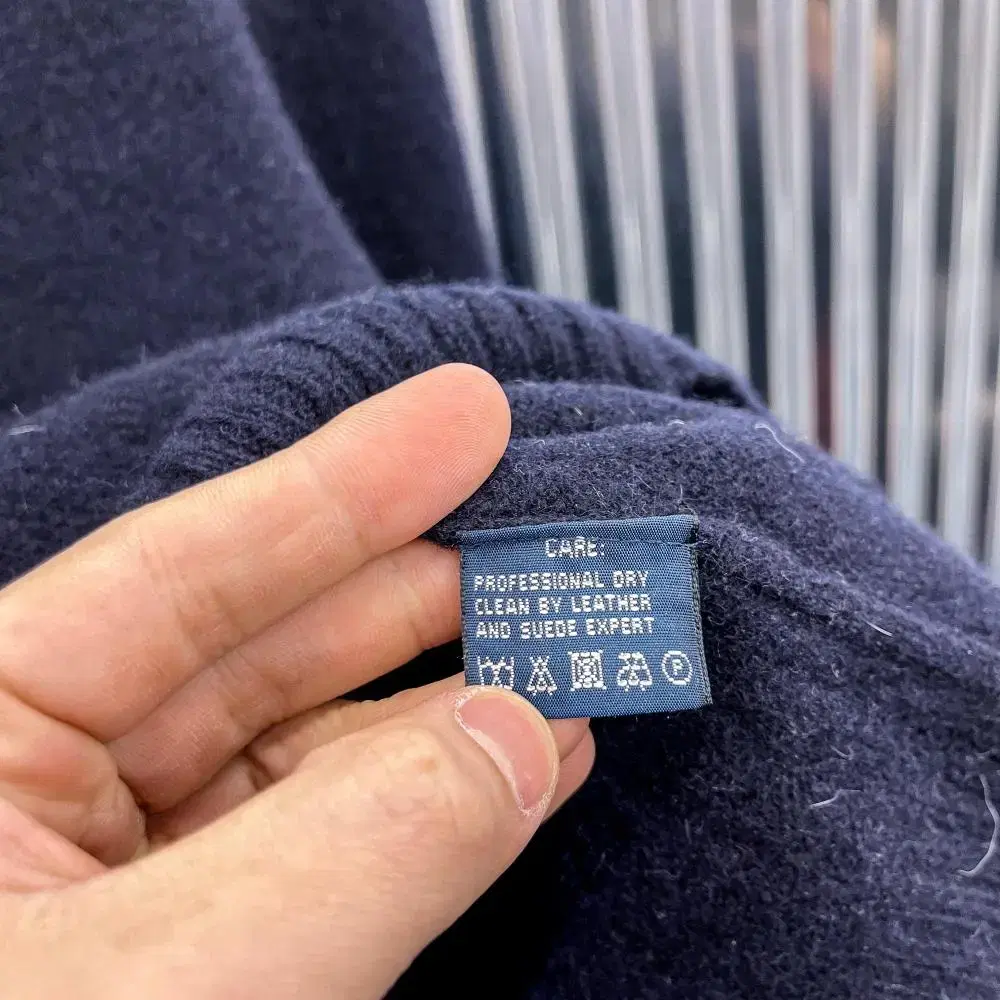 CARE:
PROFESSIONAL DRY
CLEAN BY LEATHER
AND SUEDE EXPERT
P